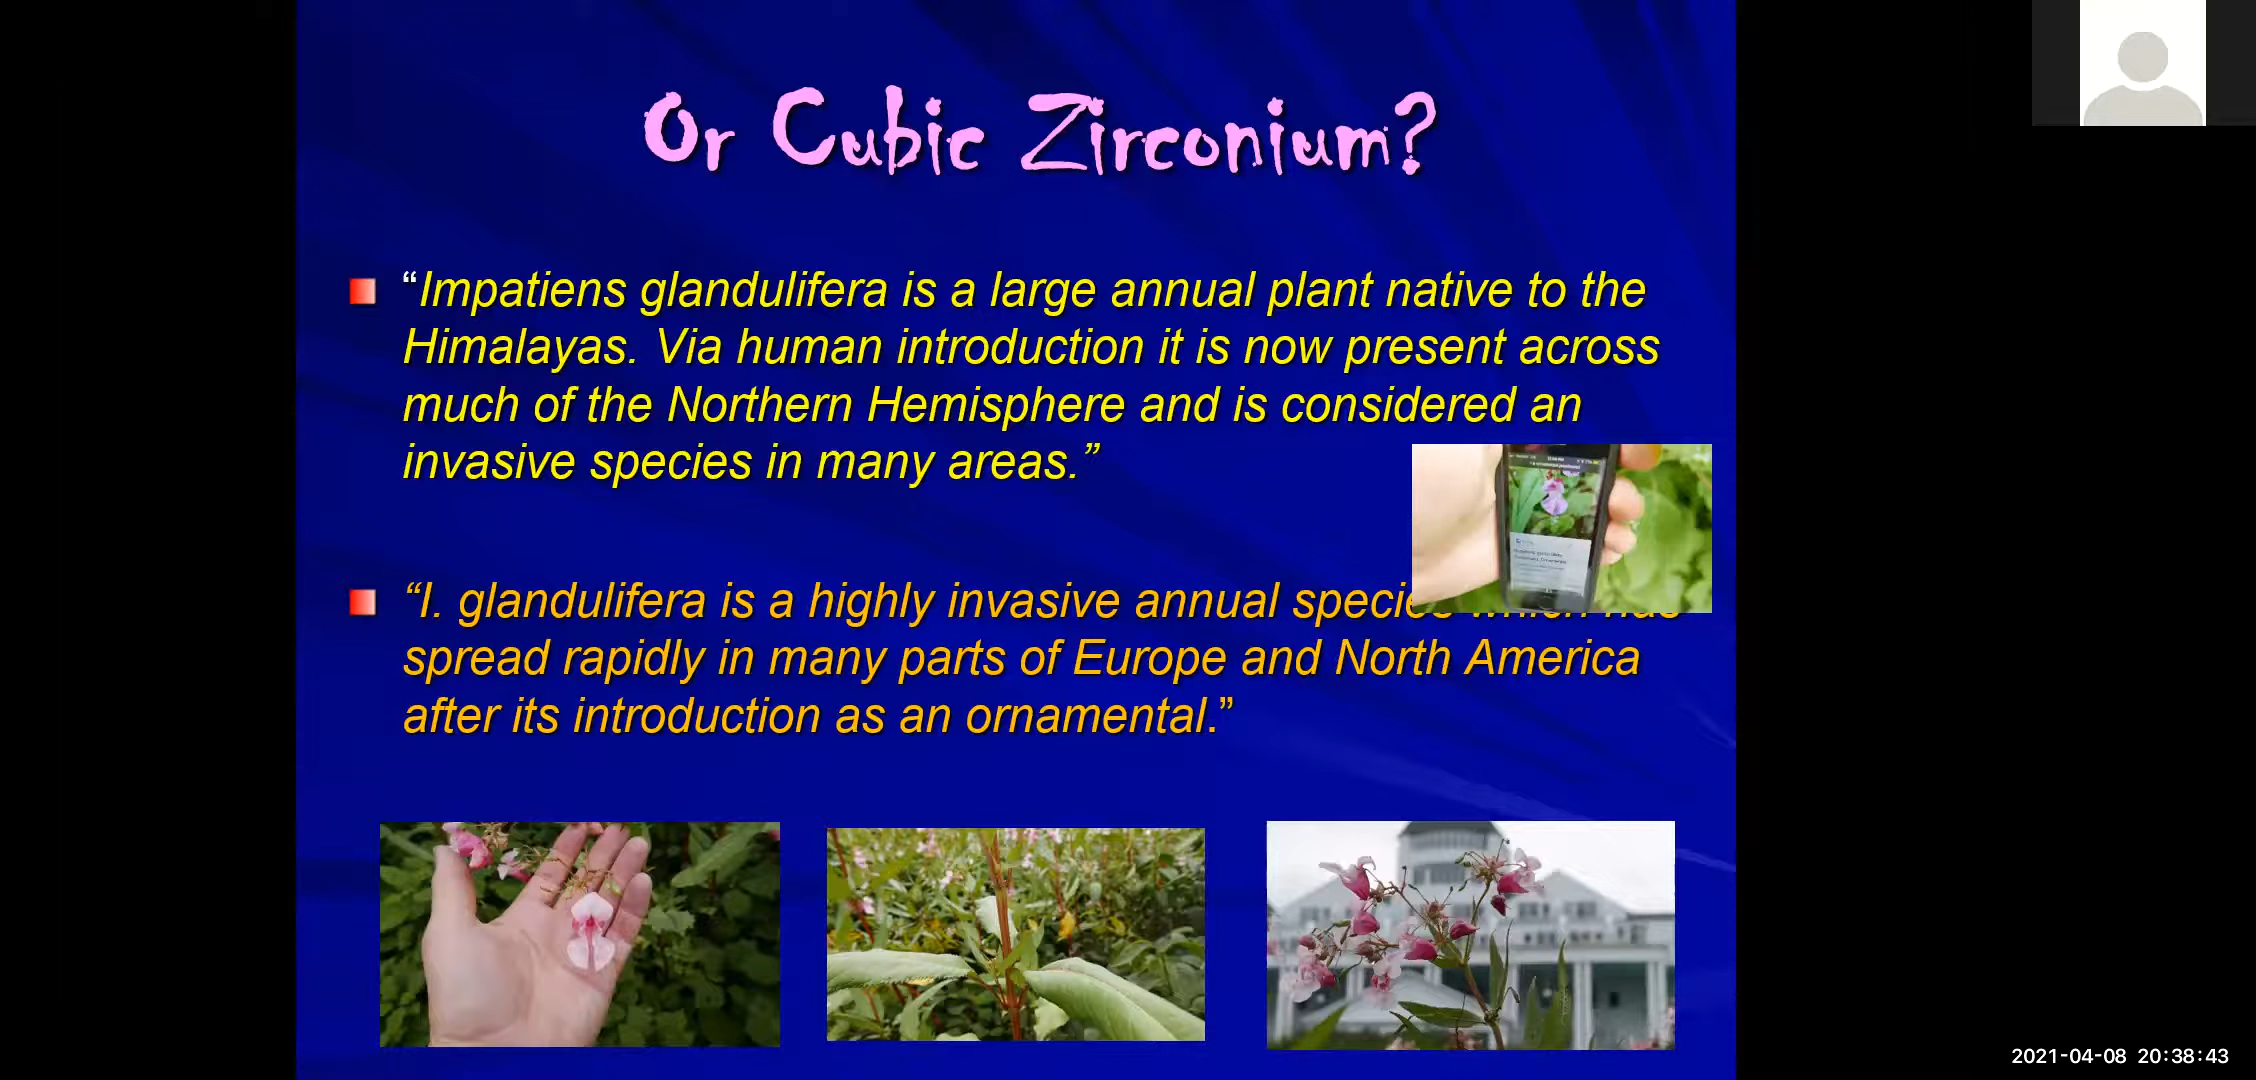 Or Cubic Zirconium?
“Impatiens glandulifera is a large annual plant native to the
Himalayas. Via human introduction it is now present across
much of the Northern Hemisphere and is considered an
invasive species in many areas.”
“I. glandulifera is a highly invasive annual species which has
spread rapidly in many parts of Europe and North America
after its introduction as an ornamental.”
2021-04-08 20:38:43